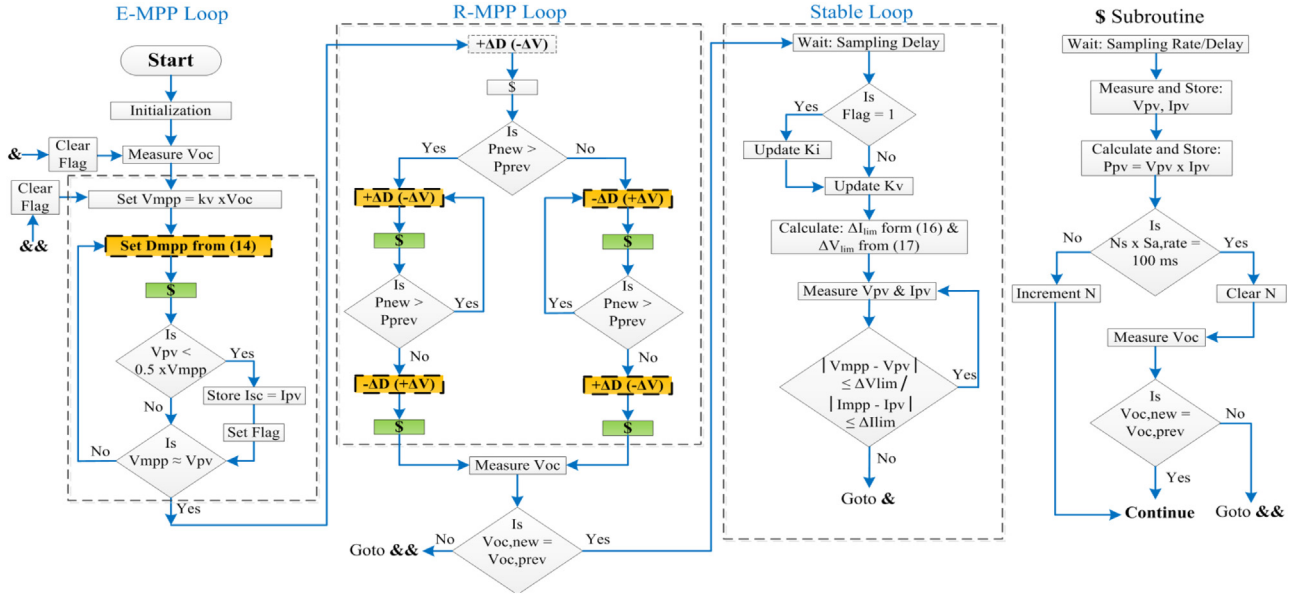 E-MPP Loop
Start
Initialization
&
Clear
Flag
Measure Voc
Clear
Flag
&&
Set Vmpp = kv xVoc
Set Dmpp from (14)
$
Is
Vpv <
0.5 xVmpp
Yes
Store Isc = Ipv
No
Set Flag
Is
Vmpp ≈ Vpv
No
Yes
R-MPP Loop
+ΔD (-ΔV)
$
Is
Pnew >
Pprev
Yes
No
+ΔD (-ΔV)
-ΔD (+ΔV)
$
$
Is
Pnew >
Pprev
Yes
Is
Pnew >
Pprev
Yes
No
No
-ΔD (+ΔV)
+ΔD (-ΔV)
$
$
Measure Voc
Is
Voc,new =
Voc,prev
No
Goto &&
Yes
Stable Loop
Wait: Sampling Delay
Is
Flag = 1
Yes
Update Ki
No
Update Kv
Calculate: ΔIlim form (16) &
ΔVlim from (17)
Measure Vpv & Ipv
| Vmpp - Vpv |
≤ ΔVlim /
| Impp - Ipv |
≤ ΔIlim
Yes
No
Goto &
$ Subroutine
Wait: Sampling Rate/Delay
Measure and Store:
Vpv, Ipv
Calculate and Store:
Ppv = Vpv x Ipv
Is
Ns x Sa,rate =
100 ms
No
Yes
Increment N
Clear N
Measure Voc
Is
Voc,new =
Voc,prev
No
Yes
Continue
Goto &&